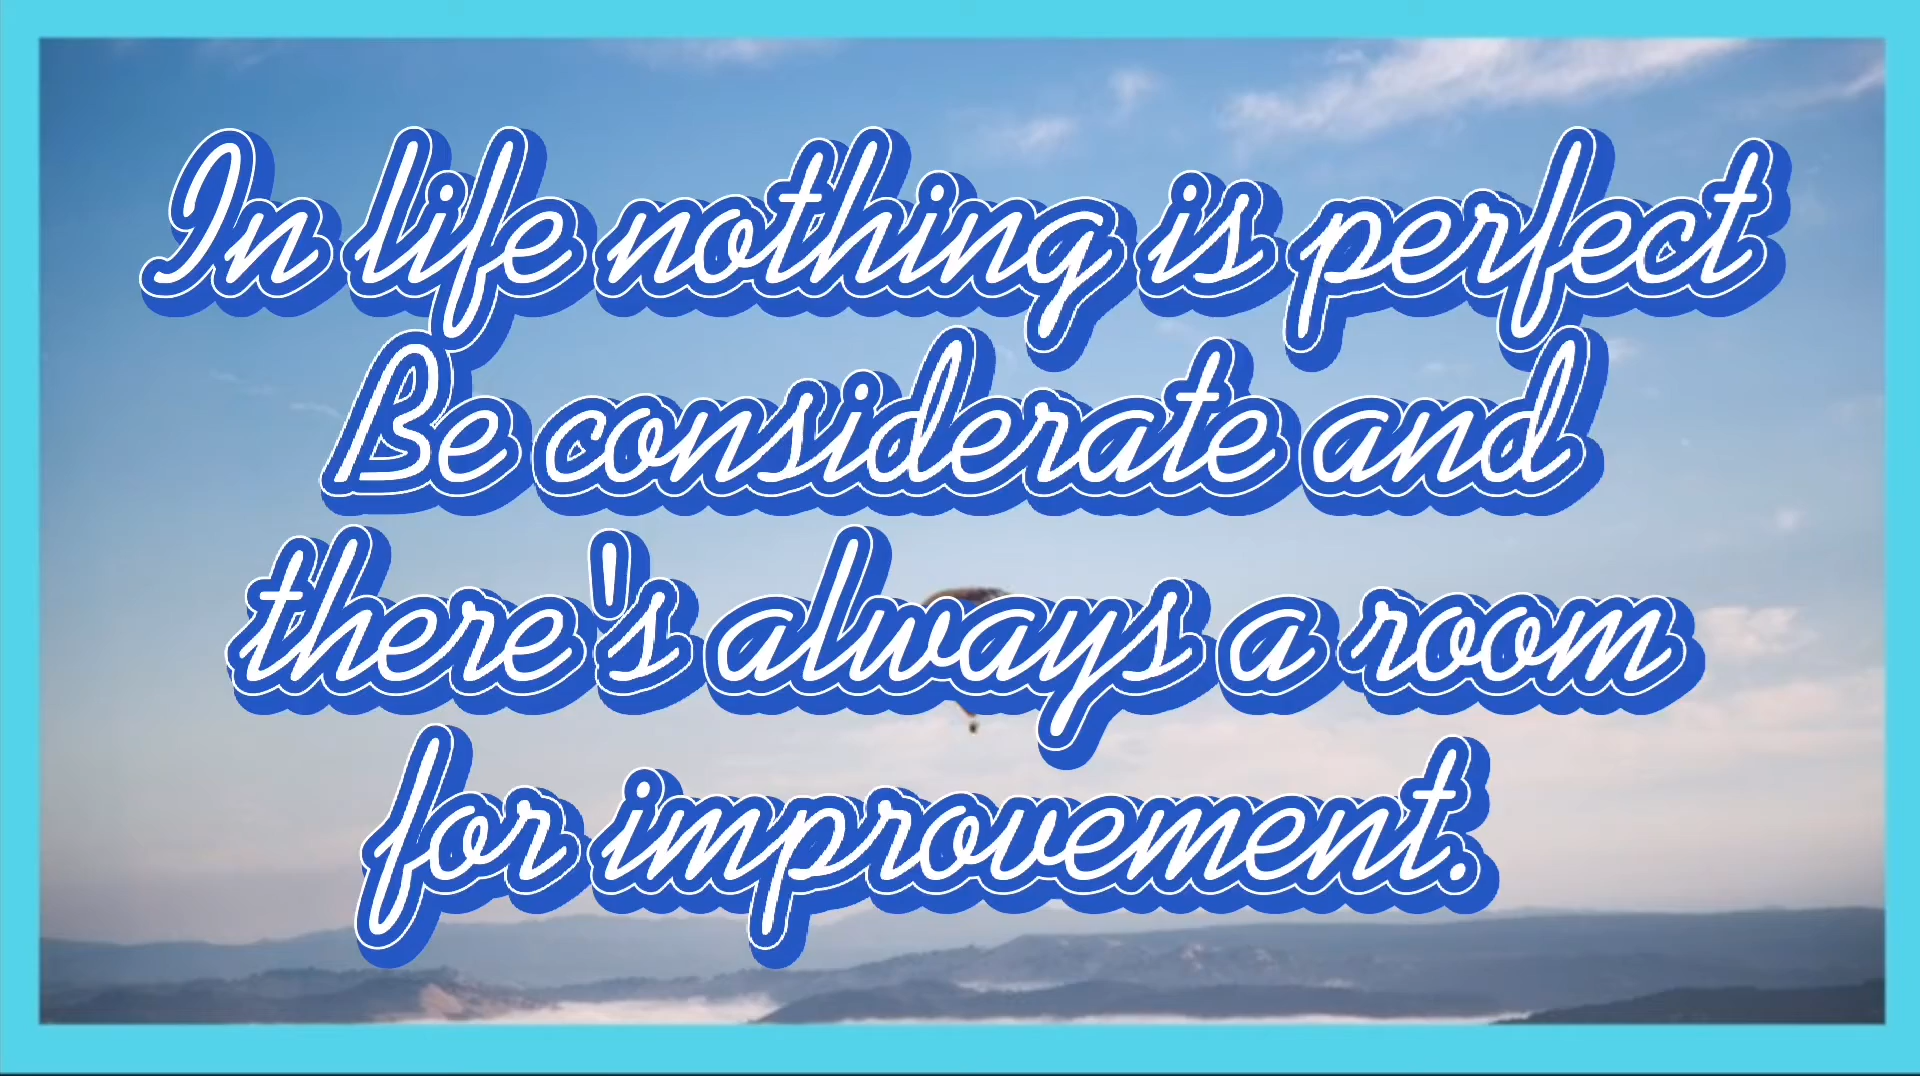 In life nothing is perfect
Be considerate and
there's always a room
for improvement.